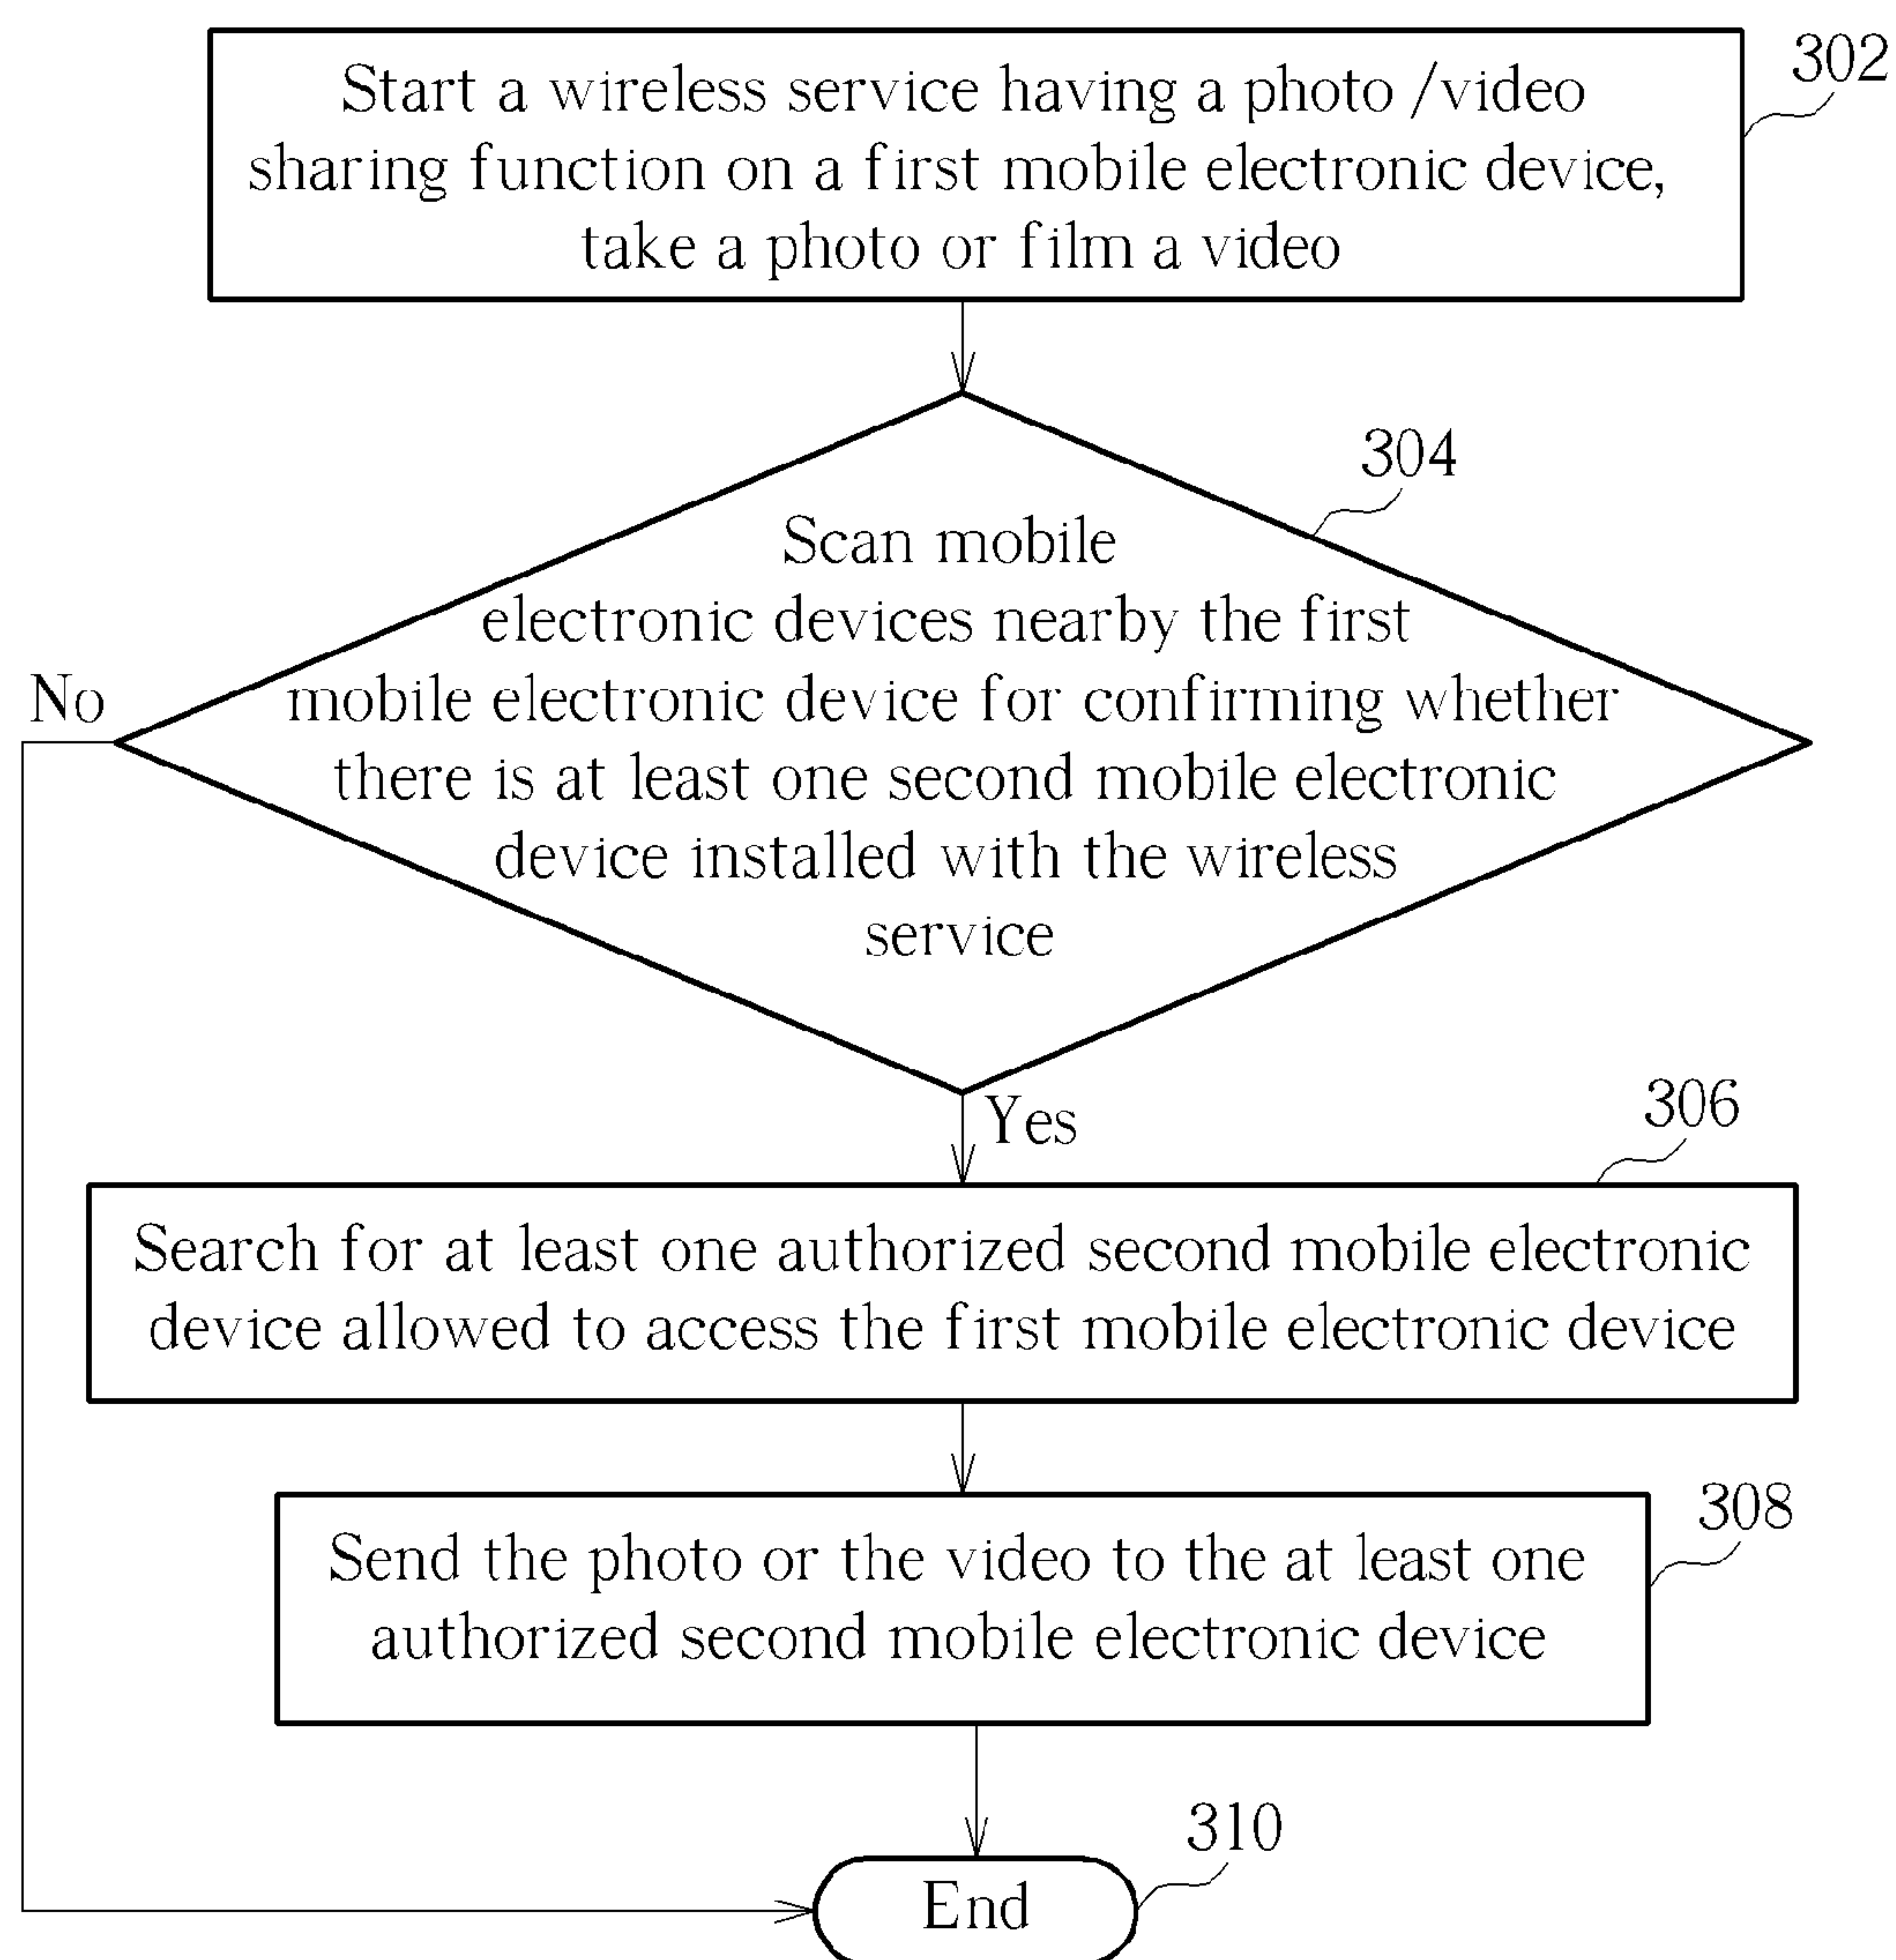 302
Start a wireless service having a photo /video
sharing function on a first mobile electronic device,
take a photo or film a video
304
Scan mobile
electronic devices nearby the first
mobile electronic device for confirming whether
there is at least one second mobile electronic
device installed with the wireless
service
No
Yes
306
Search for at least one authorized second mobile electronic
device allowed to access the first mobile electronic device
308
Send the photo or the video to the at least one
authorized second mobile electronic device
310
End